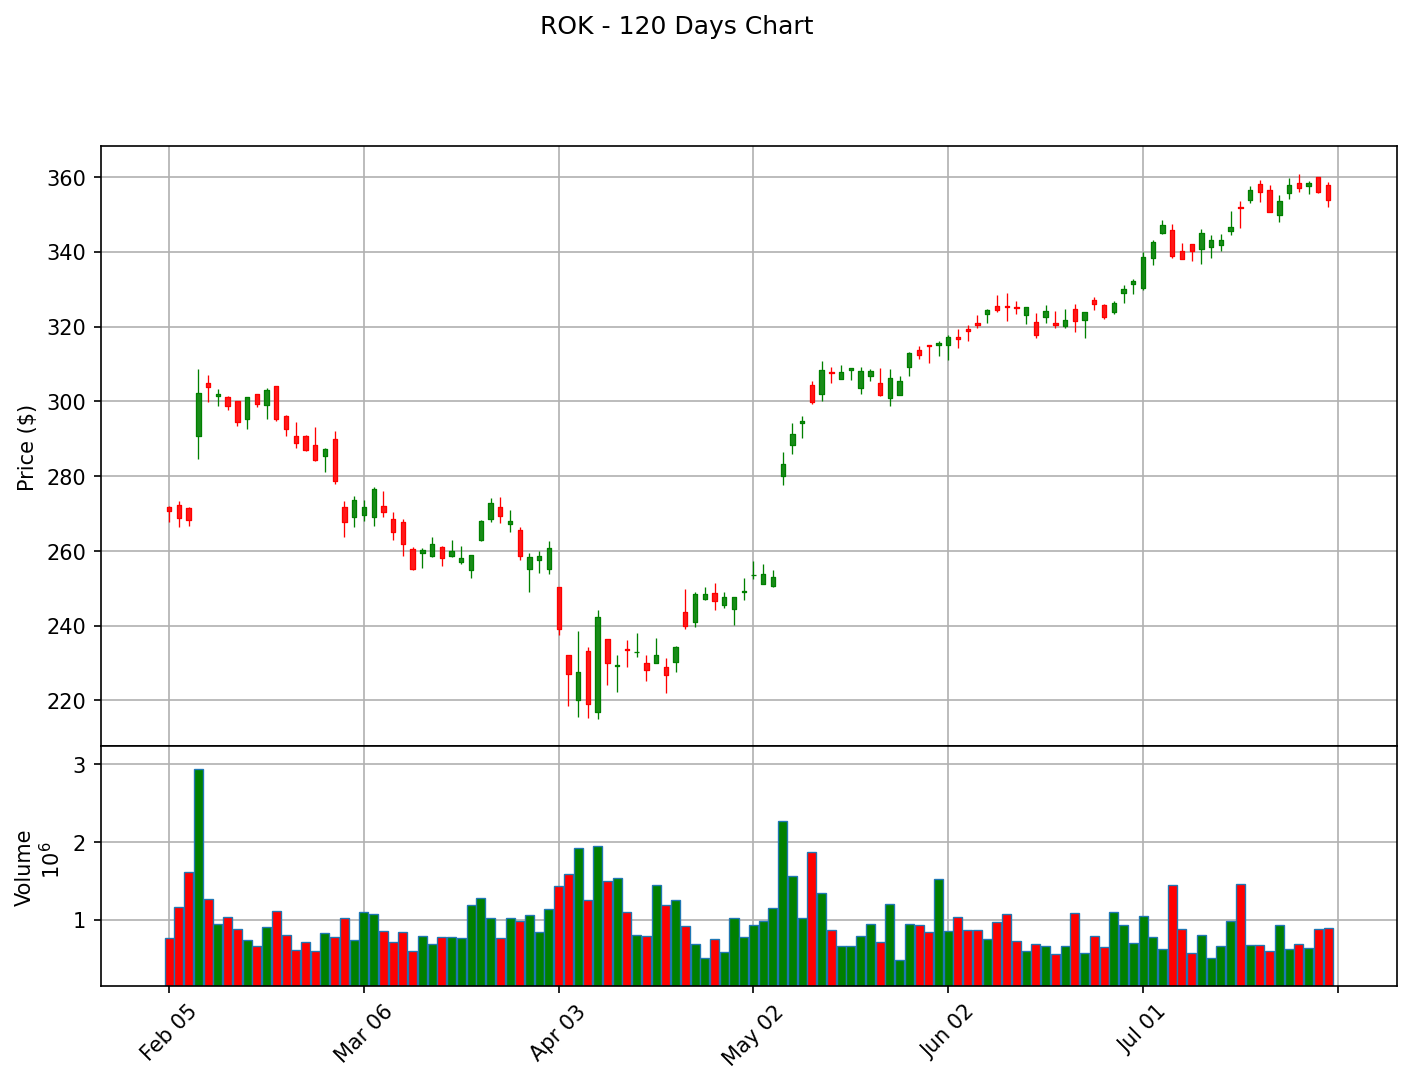 ROK - 120 Days Chart
360
340
320
300
280
260
240
220
Price ($)
3
2
1
Volume
10^6
Feb 05
Mar 06
Apr 03
May 02
Jun 02
Jul 01